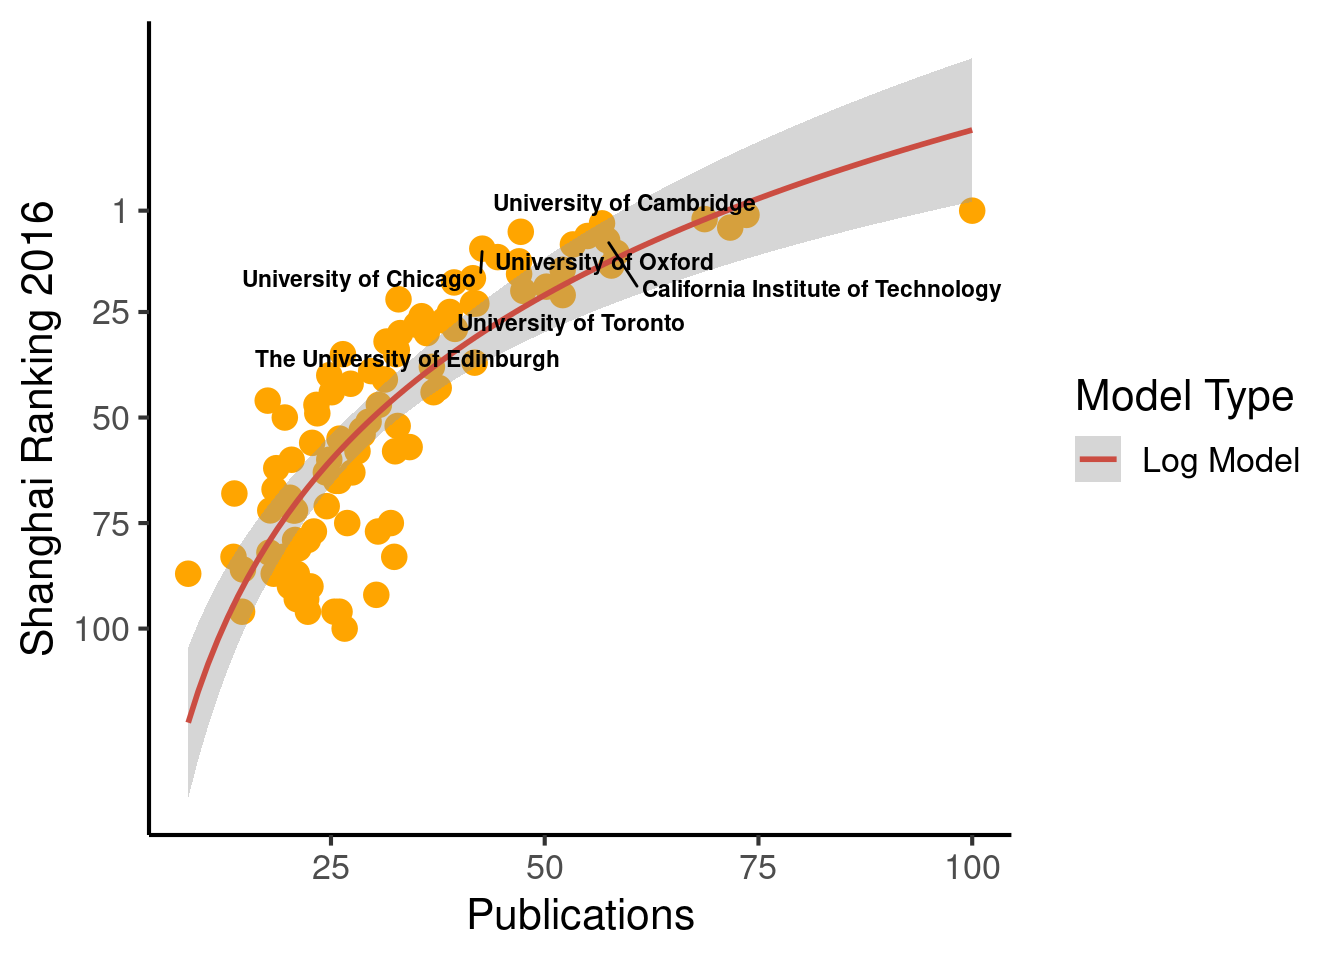 Shanghai Ranking 2016
1
25
50
75
100
University of Cambridge
University of Oxford
University of Chicago
California Institute of Technology
University of Toronto
The University of Edinburgh
25
50
75
100
Publications
Model Type
Log Model